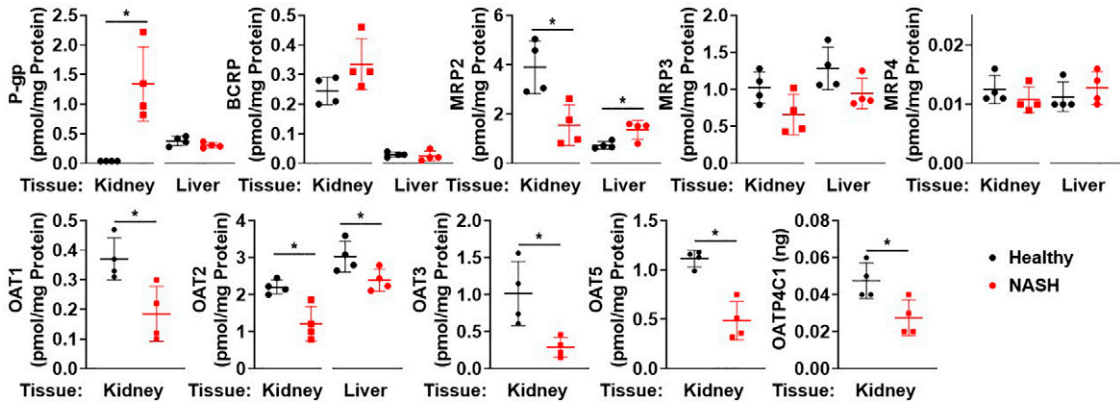 P-gp
(pmol/mg Protein)
2.5
2.0
1.5
1.0
0.5
0.0
*
Tissue: Kidney Liver
BCRP
(pmol/mg Protein)
0.5
0.4
0.3
0.2
0.1
0.0
Tissue: Kidney Liver
MRP2
(pmol/mg Protein)
6
4
2
0
*
*
Tissue: Kidney Liver
MRP3
(pmol/mg Protein)
2.0
1.5
1.0
0.5
0.0
Tissue: Kidney Liver
MRP4
(pmol/mg Protein)
0.02
0.01
0.00
Tissue: Kidney Liver
OAT1
(pmol/mg Protein)
0.5
0.4
0.3
0.2
0.1
0.0
*
Tissue: Kidney
OAT2
(pmol/mg Protein)
4
3
2
1
0
*
*
Tissue: Kidney Liver
OAT3
(pmol/mg Protein)
2.0
1.5
1.0
0.5
0.0
*
Tissue: Kidney
OAT5
(pmol/mg Protein)
1.5
1.0
0.5
0.0
*
Tissue: Kidney
OATP4C1 (ng)
0.08
0.06
0.04
0.02
0.00
*
Tissue: Kidney
Healthy
NASH